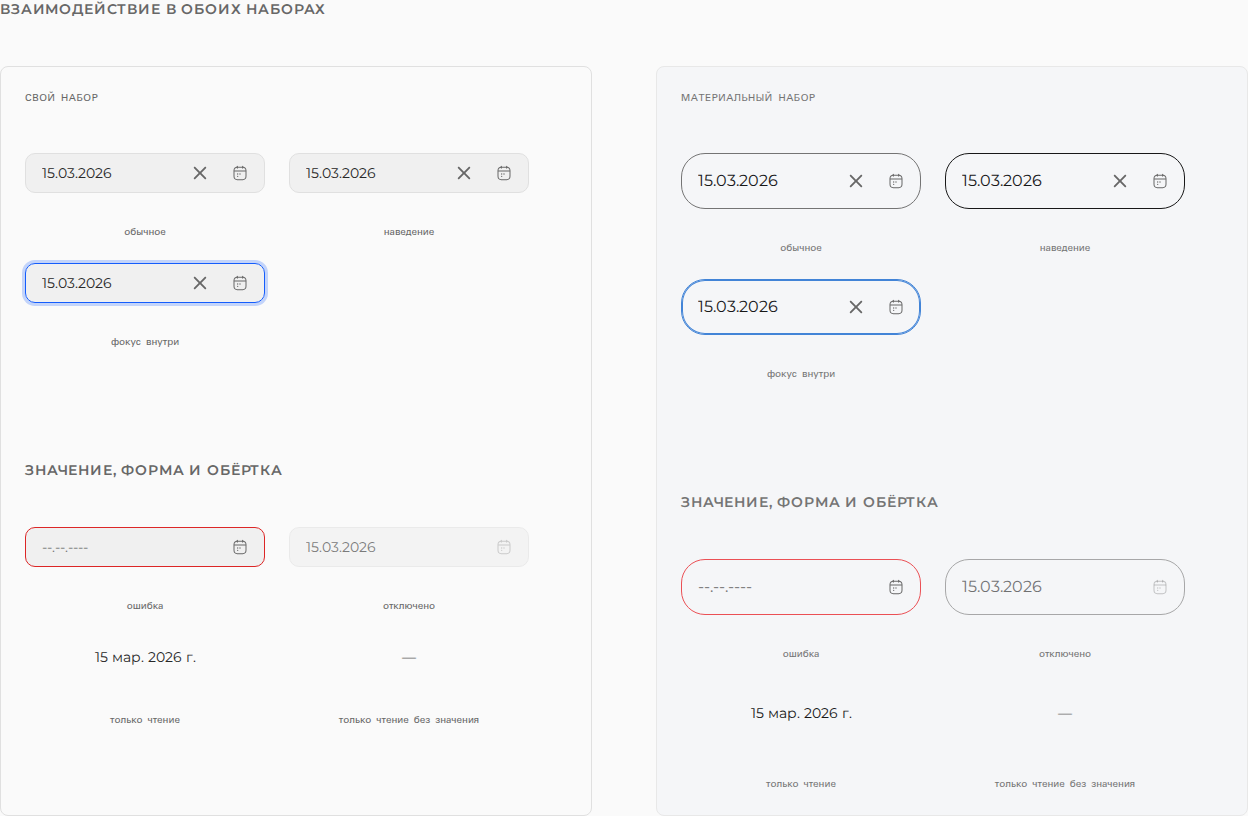 ВЗАИМОДЕЙСТВИЕ В ОБОИХ НАБОРАХ
СВОЙ НАБОР
15.03.2026
15.03.2026
обычное
наведение
15.03.2026
фокус внутри
ЗНАЧЕНИЕ, ФОРМА И ОБЁРТКА
--.--.----
15.03.2026
ошибка
отключено
15 мар. 2026 г.
—
только чтение
только чтение без значения
МАТЕРИАЛЬНЫЙ НАБОР
15.03.2026
15.03.2026
обычное
наведение
15.03.2026
фокус внутри
ЗНАЧЕНИЕ, ФОРМА И ОБЁРТКА
--.--.----
15.03.2026
ошибка
отключено
15 мар. 2026 г.
—
только чтение
только чтение без значения